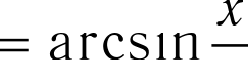 = arcsin x